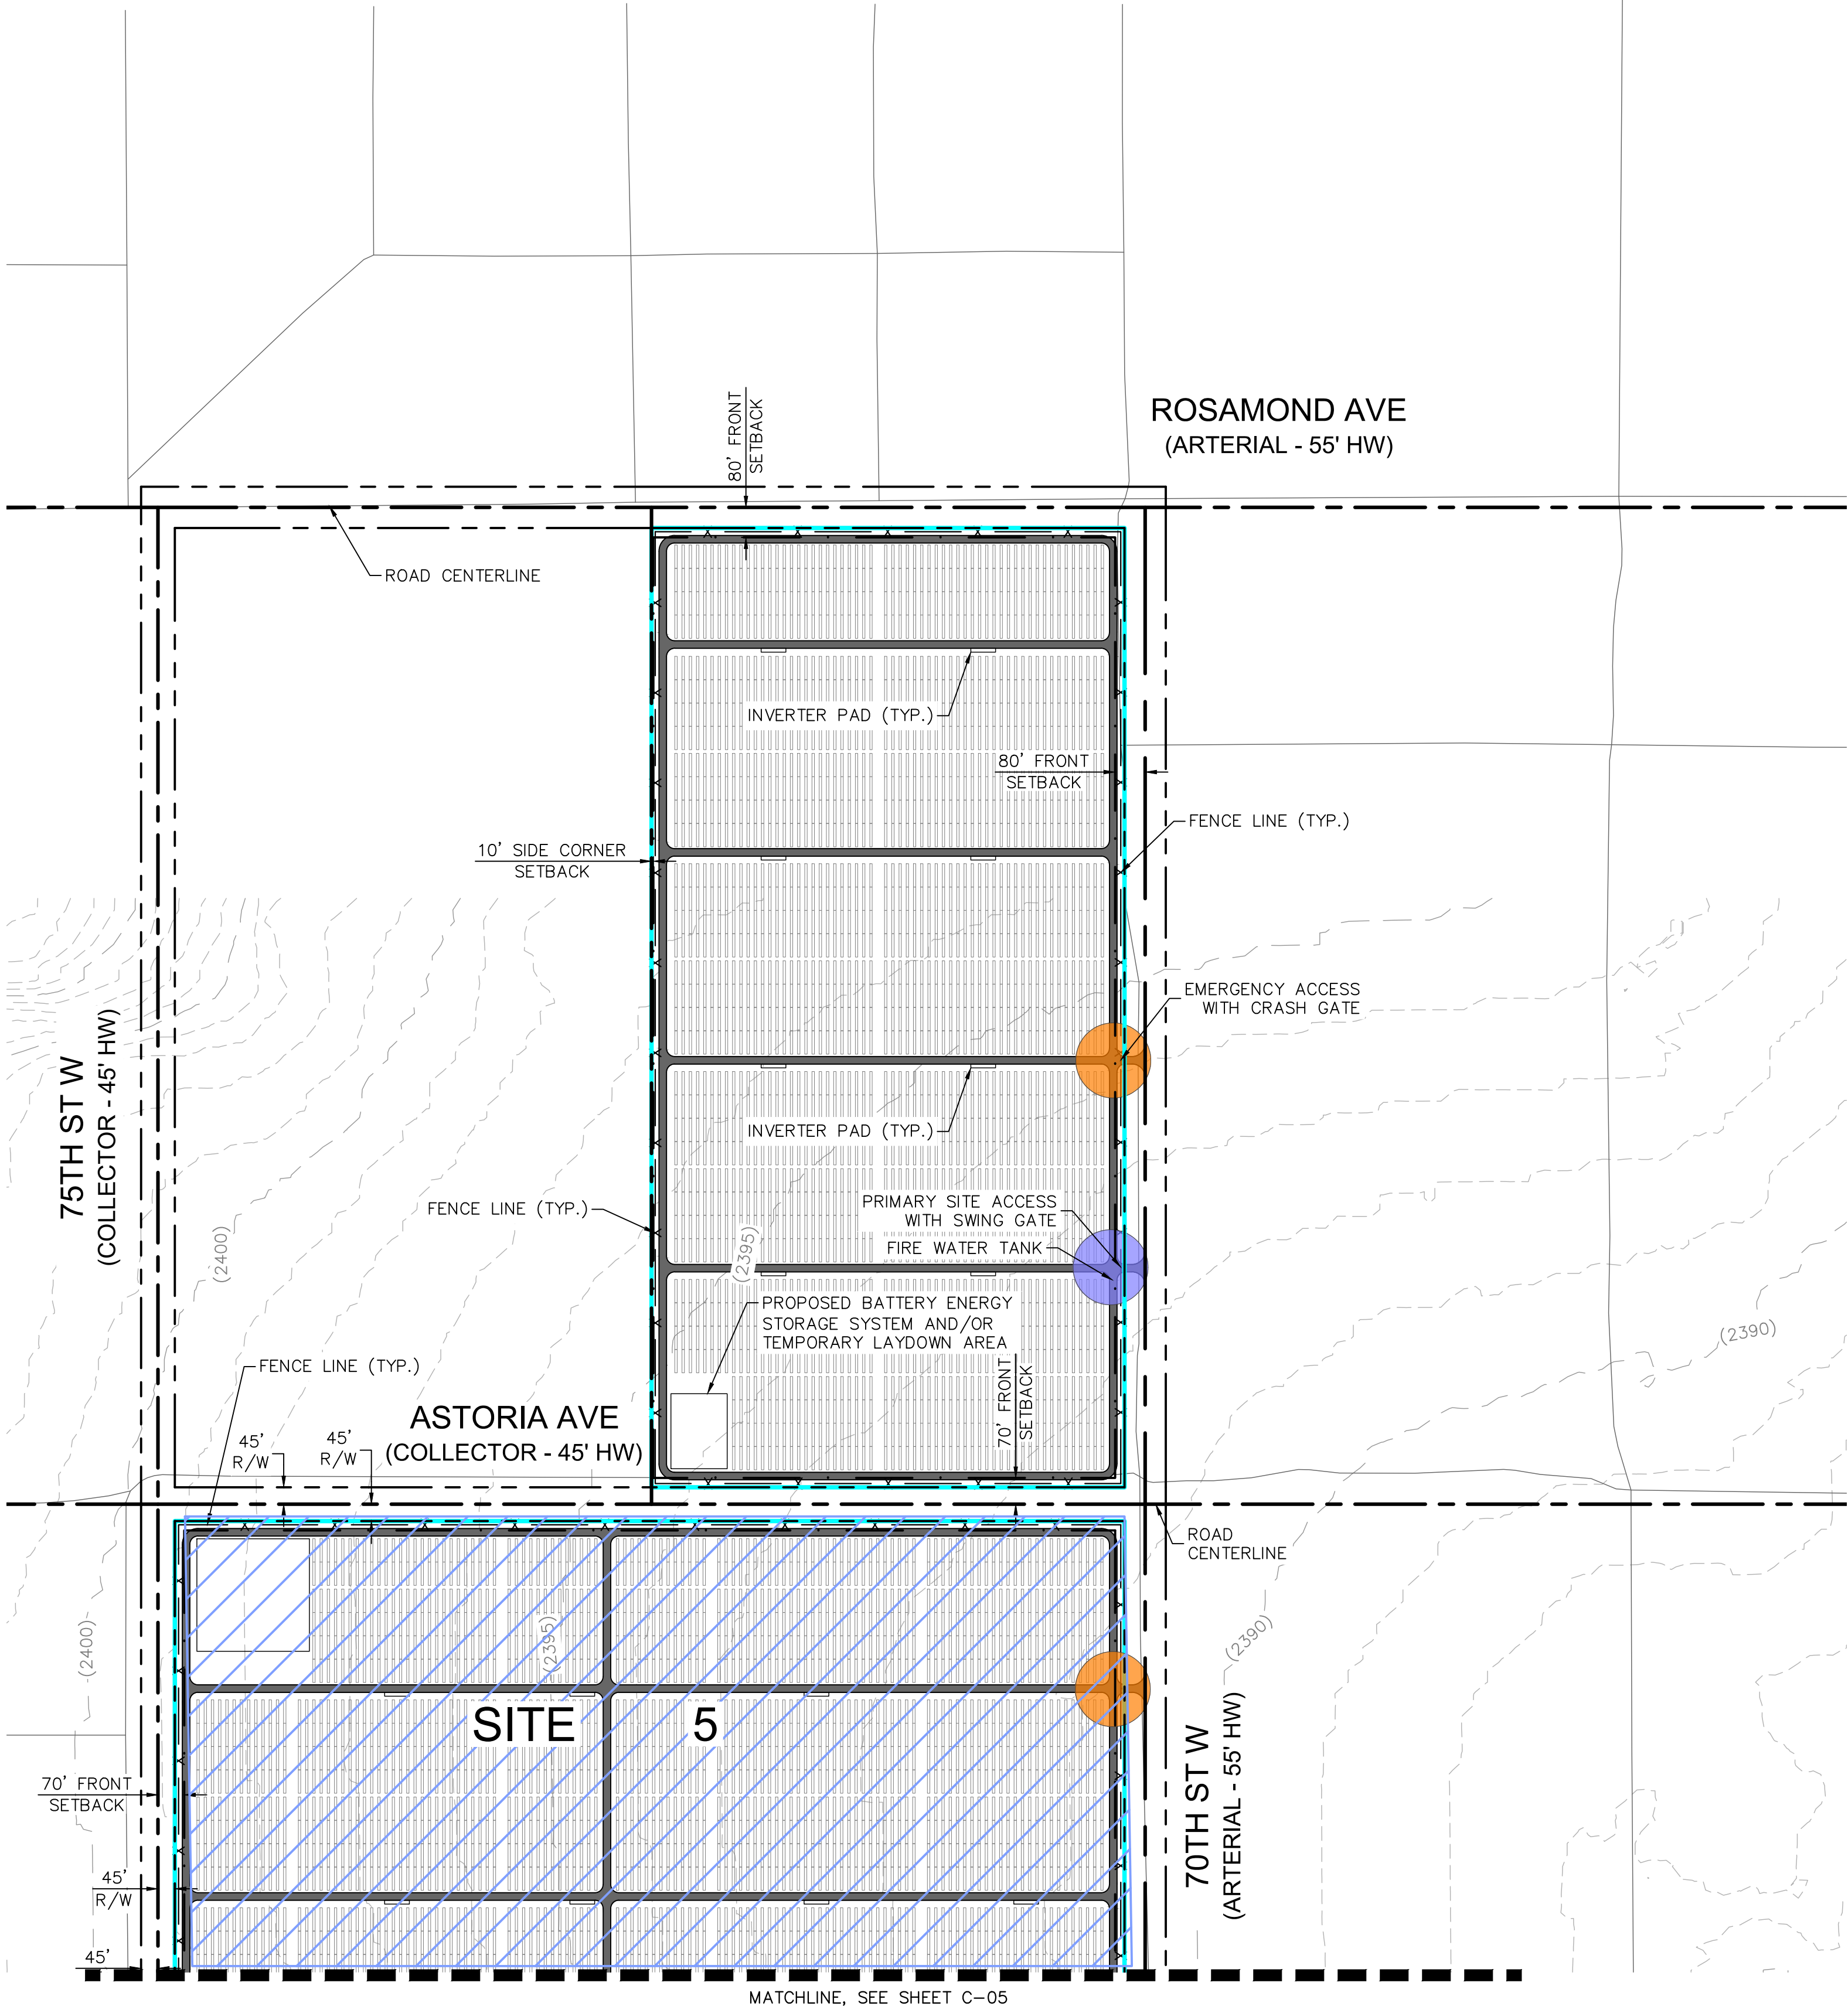 80' FRONT
SETBACK
ROSAMOND AVE
(ARTERIAL - 55' HW)
ROAD CENTERLINE
INVERTER PAD (TYP.)
80' FRONT
SETBACK
FENCE LINE (TYP.)
10' SIDE CORNER
SETBACK
EMERGENCY ACCESS
WITH CRASH GATE
75TH ST W
(COLLECTOR - 45' HW)
INVERTER PAD (TYP.)
PRIMARY SITE ACCESS
WITH SWING GATE
FENCE LINE (TYP.)
FIRE WATER TANK
(2400)
(2395)
PROPOSED BATTERY ENERGY
STORAGE SYSTEM AND/OR
TEMPORARY LAYDOWN AREA
(2390)
FENCE LINE (TYP.)
70' FRONT
SETBACK
ASTORIA AVE
(COLLECTOR - 45' HW)
45'
R/W
45'
R/W
ROAD
CENTERLINE
(2400)
(2395)
(2390)
SITE 5
70TH ST W
(ARTERIAL - 55' HW)
70' FRONT
SETBACK
45'
R/W
45'
MATCHLINE, SEE SHEET C-05